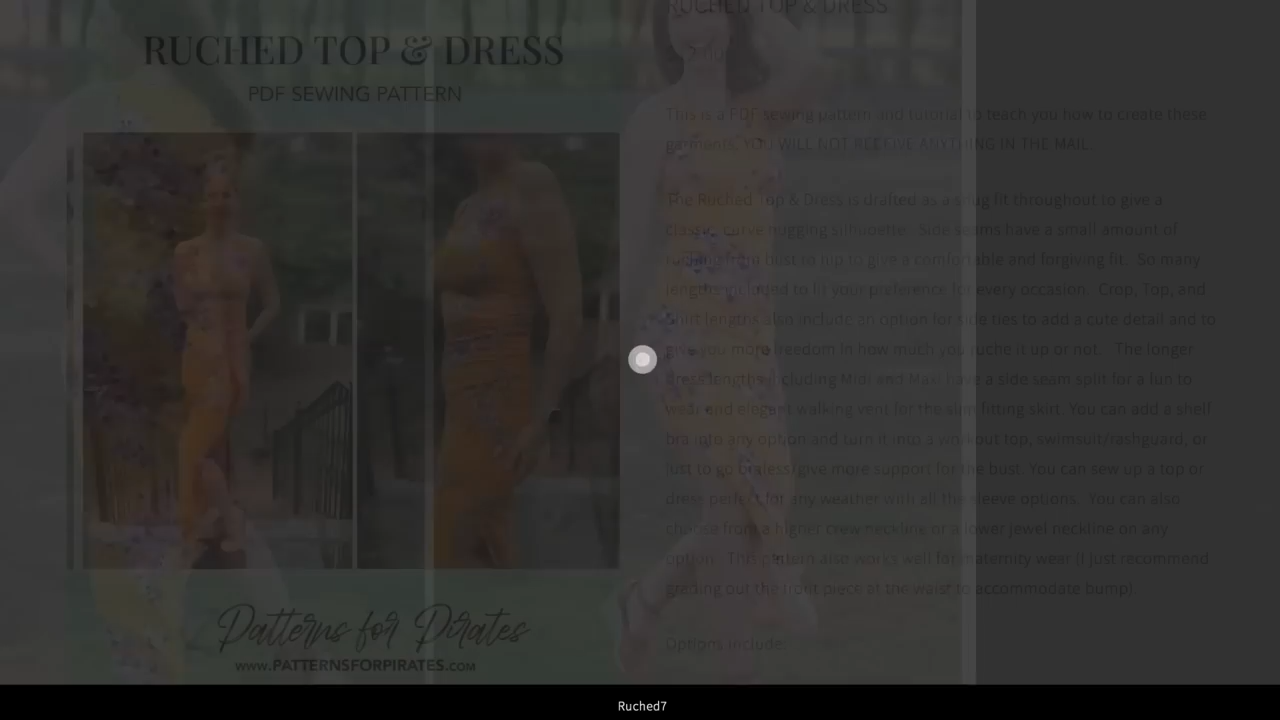 RUCHED TOP & DRESS
PDF SEWING PATTERN
Patterns for Pirates
www.PATTERNSFORPIRATES.com
RUCHED TOP & DRESS
This is a PDF sewing pattern and tutorial to teach you how to create these
garments, YOU WILL NOT RECEIVE ANYTHING IN THE MAIL.
The Ruched Top & Dress is drafted as a snug fit throughout to give a
classic, curve hugging silhouette. Side seams have a small amount of
ruching from bust to hip to give a comfortable and forgiving fit. So many
lengths included to fit your preference for every occasion. Crop, Top, and
Shirt lengths also include an option for side ties to add a cute detail and to
give you more freedom in how much you ruche it up or not. The longer
dress lengths including Midi and Maxi have a side seam split for a fun to
wear and elegant walking vent for the slim fitting skirt. You can add a shelf
bra into any option and turn it into a workout top, swimsuit/rashguard, or
just to go braless/give more support for the bust. You can sew up a top or
dress perfect for any weather with all the sleeve options. You can also
choose from a higher crew neckline or a lower jewel neckline on any
option. This pattern also works well for maternity wear (I just recommend
grading out the front piece at the waist to accommodate bump).
Options Include:
Ruched7